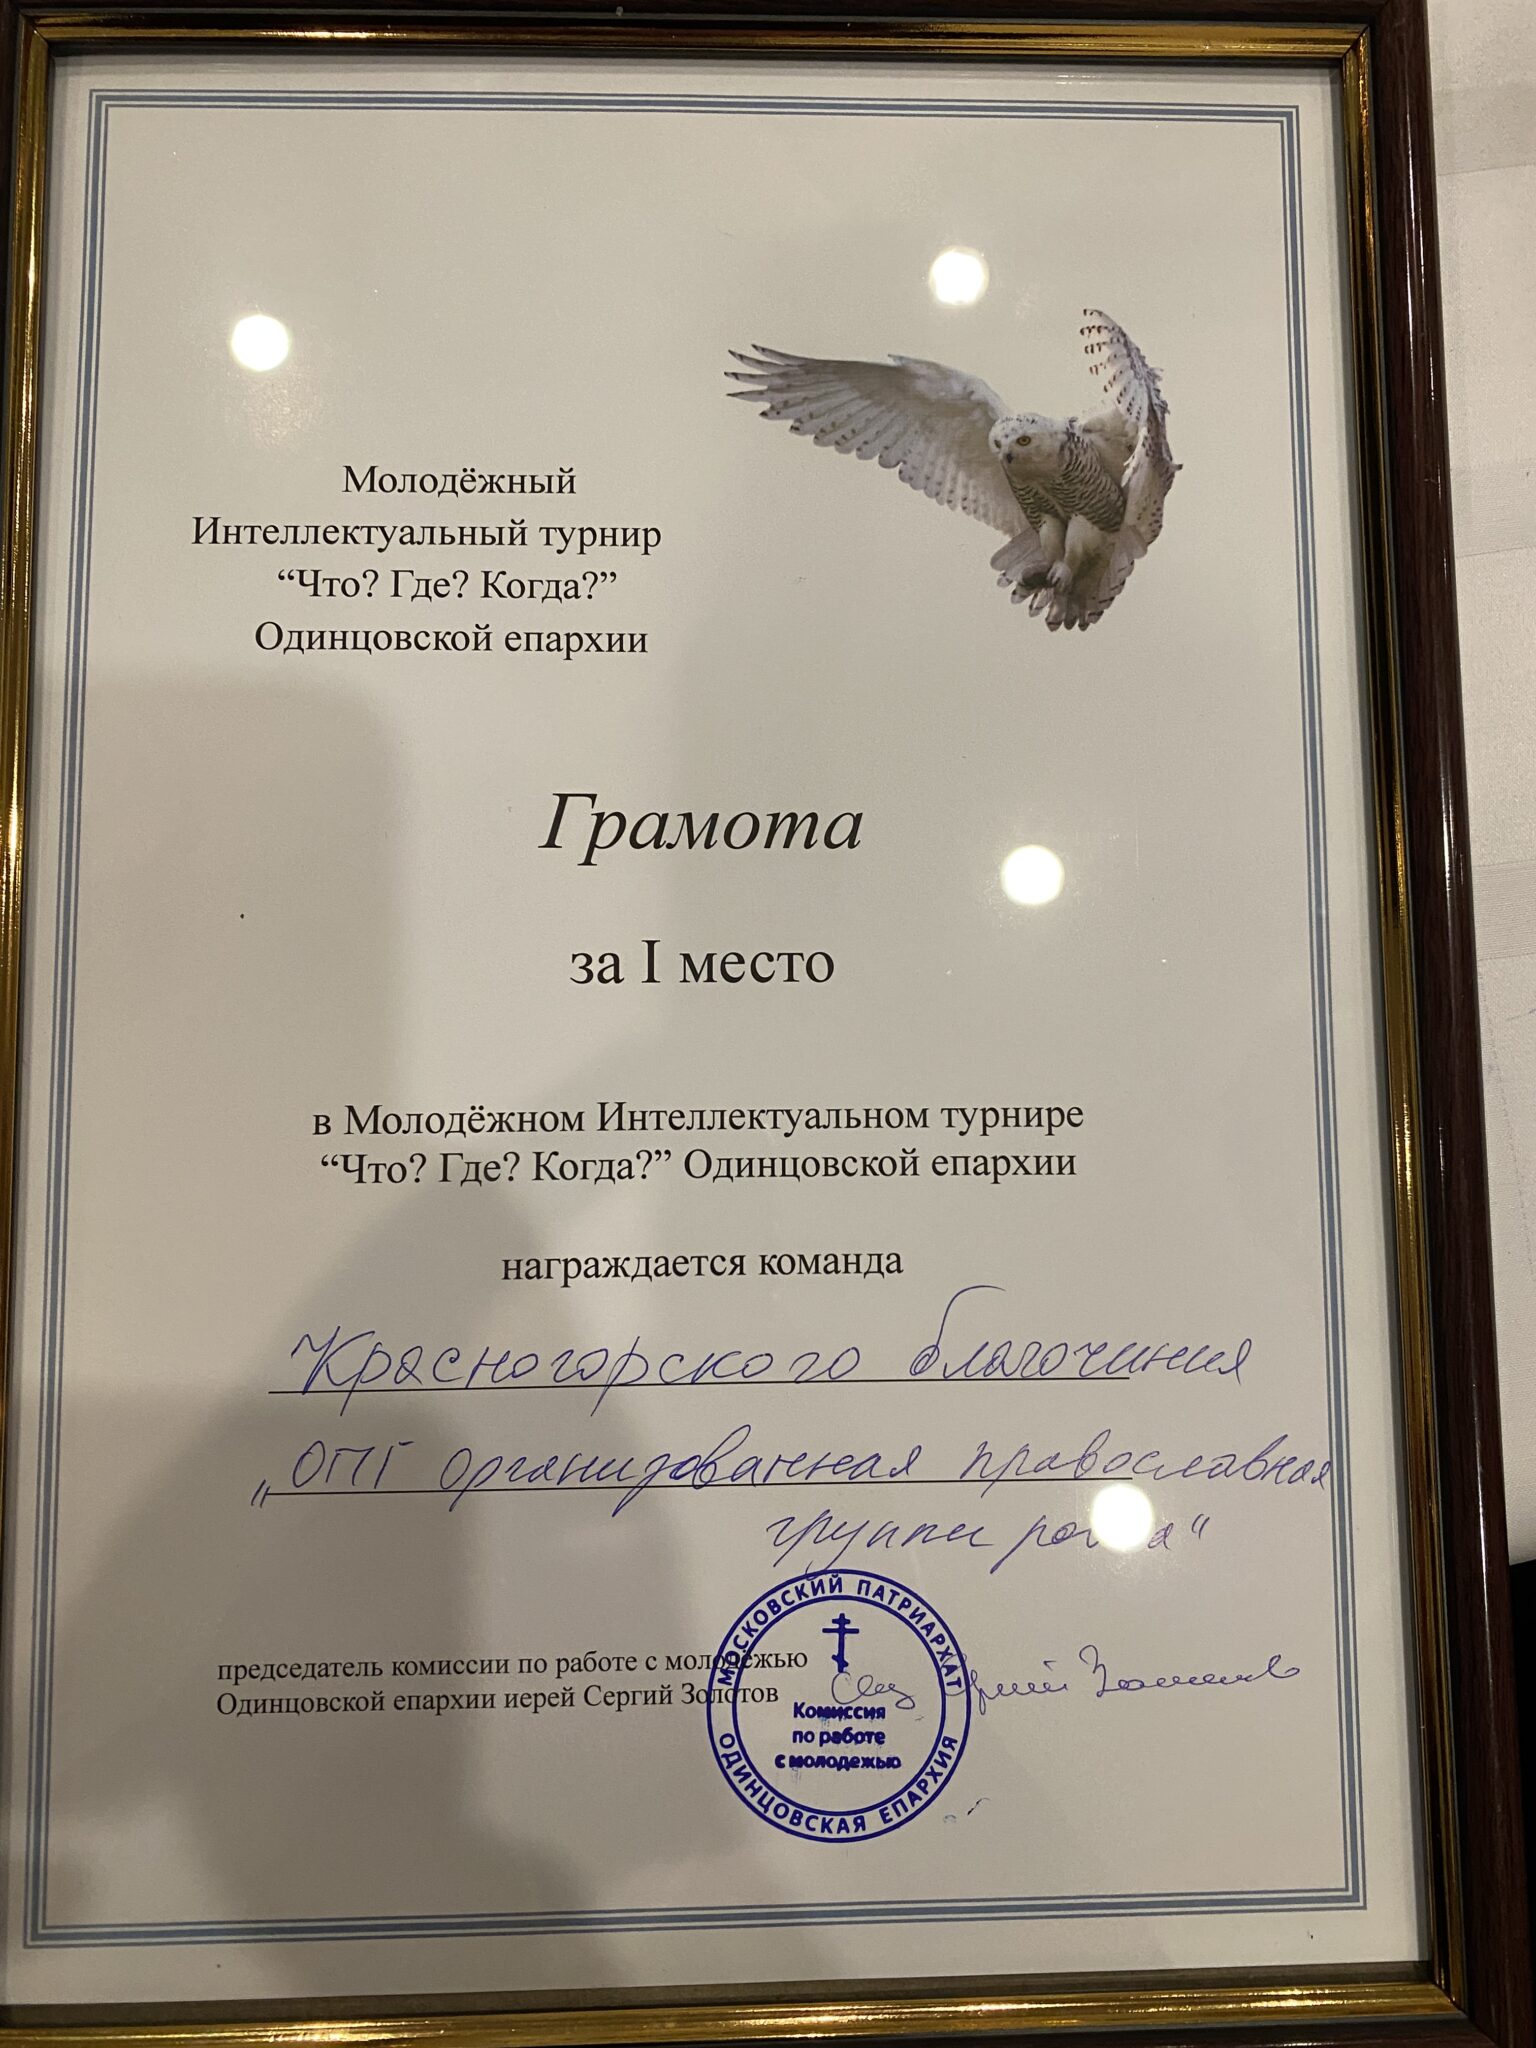 Молодёжный
Интеллектуальный турнир
“Что? Где? Когда?”
Одинцовской епархии
Грамота
за I место
в Молодёжном Интеллектуальном турнире
“Что? Где? Когда?” Одинцовской епархии
награждается команда
Красногорского благочиния
„ОПГ организованная православная
группа
председатель комиссии по работе с молодёжью
Одинцовской епархии иерей Сергий Золотов
МОСКОВСКИЙ ПАТРИАРХАТ
Комиссия
по работе
с молодежью
ОДИНЦОВСКАЯ ЕПАРХИЯ